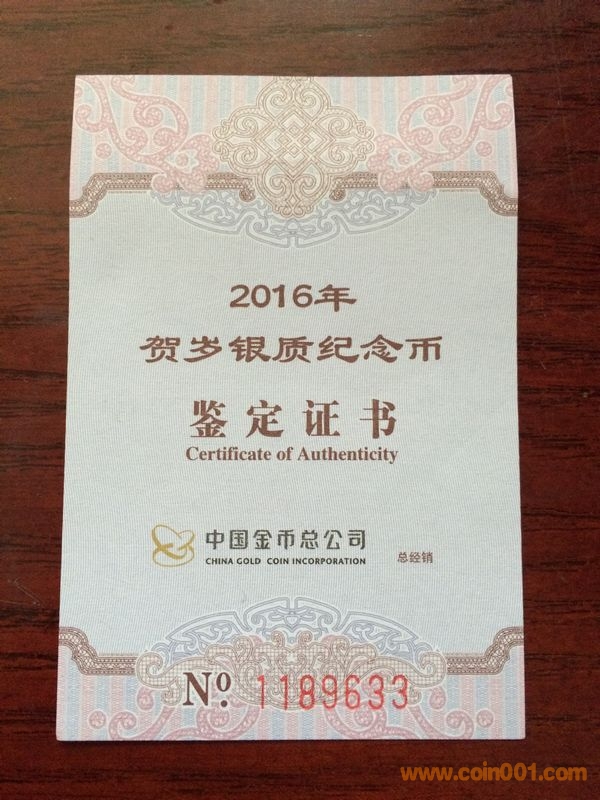 2016年
贺岁银质纪念币
鉴定证书
Certificate of Authenticity
中国金币总公司
CHINA GOLD COIN INCORPORATION
总经销
№ 1189633
www.coin001.com